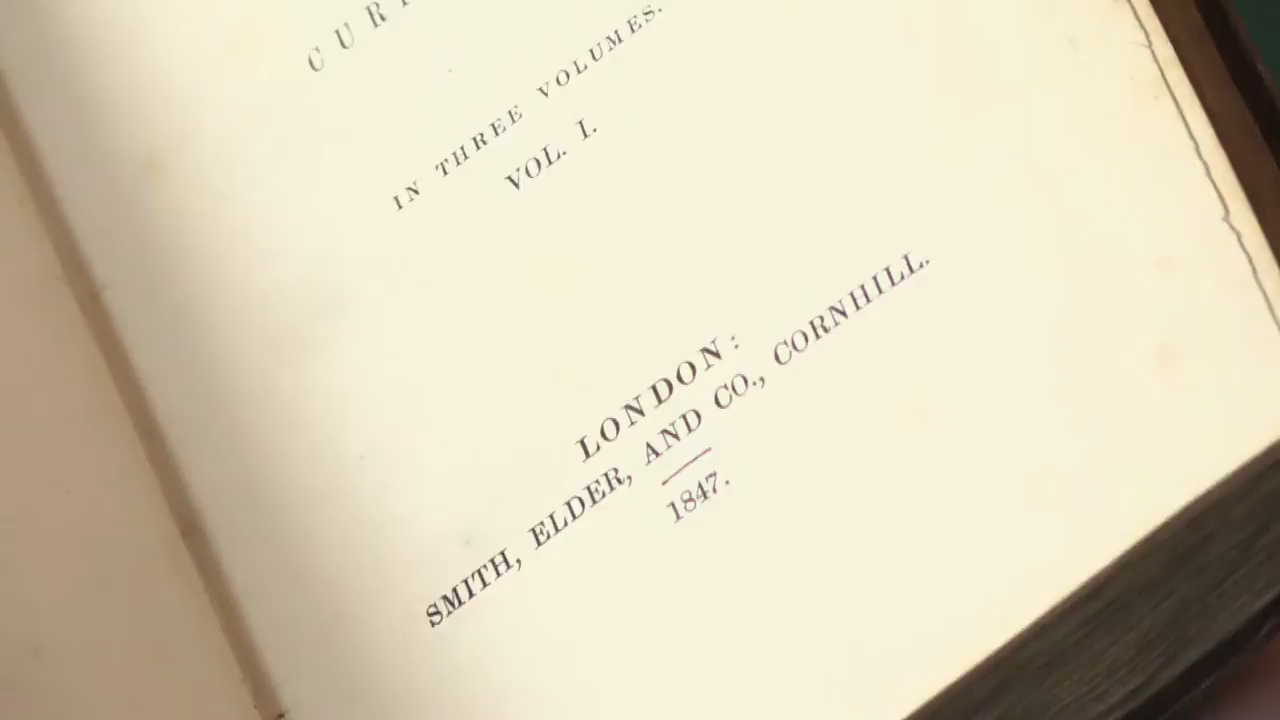 IN THREE VOLUMES.
VOL. I.
LONDON:
SMITH, ELDER, AND CO., CORNHILL.
1847.